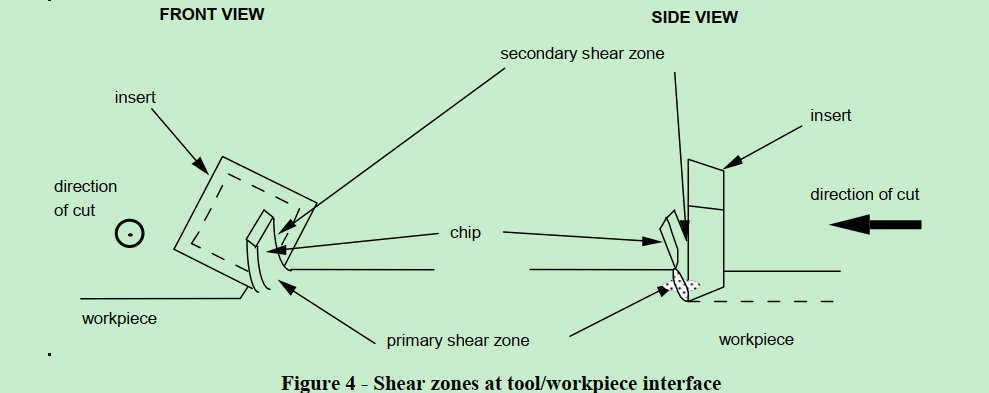 FRONT VIEW
SIDE VIEW
secondary shear zone
insert
insert
direction
of cut
direction of cut
chip
workpiece
primary shear zone
workpiece
Figure 4 - Shear zones at tool/workpiece interface